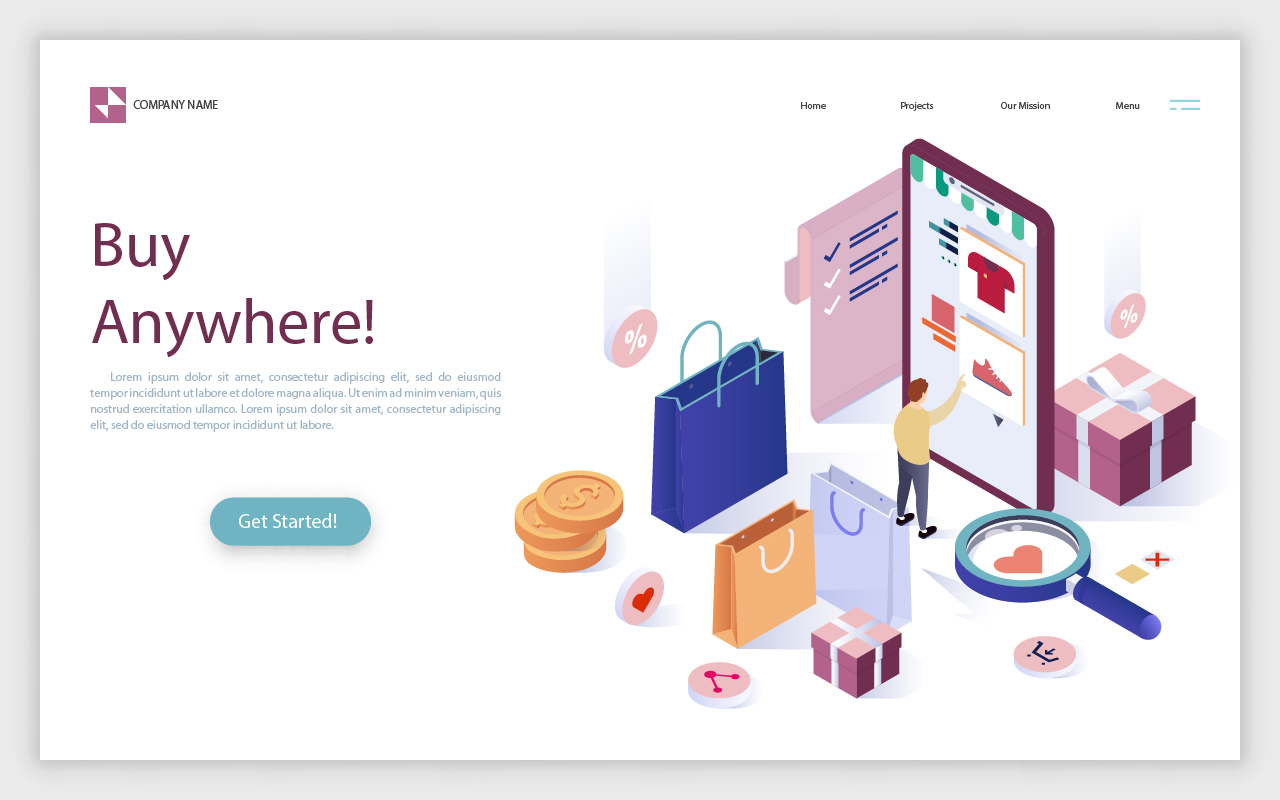 COMPANY NAME
Home Projects Our Mission Menu
Buy
Anywhere!
Lorem ipsum dolor sit amet, consectetur adipiscing elit, sed do eiusmod
tempor incididunt ut labore et dolore magna aliqua. Ut enim ad minim veniam, quis
nostrud exercitation ullamco. Lorem ipsum dolor sit amet, consectetur adipiscing
elit, sed do eiusmod tempor incididunt ut labore.
Get Started!
%
%
$